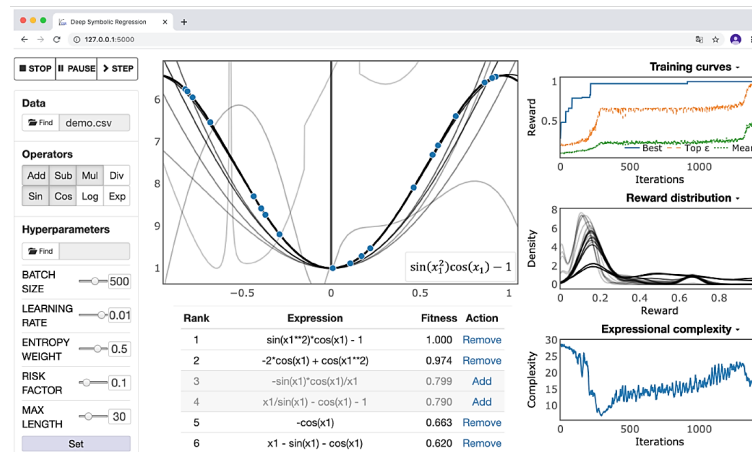 Deep Symbolic Regression
127.0.0.1:5000
STOP PAUSE STEP
Data
Find demo.csv
Operators
Add Sub Mul Div
Sin Cos Log Exp
Hyperparameters
Find
BATCH SIZE 500
LEARNING RATE 0.01
ENTROPY WEIGHT 0.5
RISK FACTOR 0.1
MAX LENGTH 30
Set
6
7
8
9
1
−0.5 0 0.5 1
sin(x₁²)cos(x₁) − 1
Rank Expression Fitness Action
1 sin(x1**2)*cos(x1) - 1 1.000 Remove
2 -2*cos(x1) + cos(x1**2) 0.974 Remove
3 -sin(x1)*cos(x1)/x1 0.799 Add
4 x1/sin(x1) - cos(x1) - 1 0.790 Add
5 -cos(x1) 0.663 Remove
6 x1 - sin(x1) - cos(x1) 0.620 Remove
Training curves
Reward
1
0.5
Best Top ε Mear
0 500 1000
Iterations
Reward distribution
Density
8
6
4
2
0
0 0.2 0.4 0.6 0.8
Reward
Expressional complexity
Complexity
30
25
20
15
10
0 500 1000
Iterations